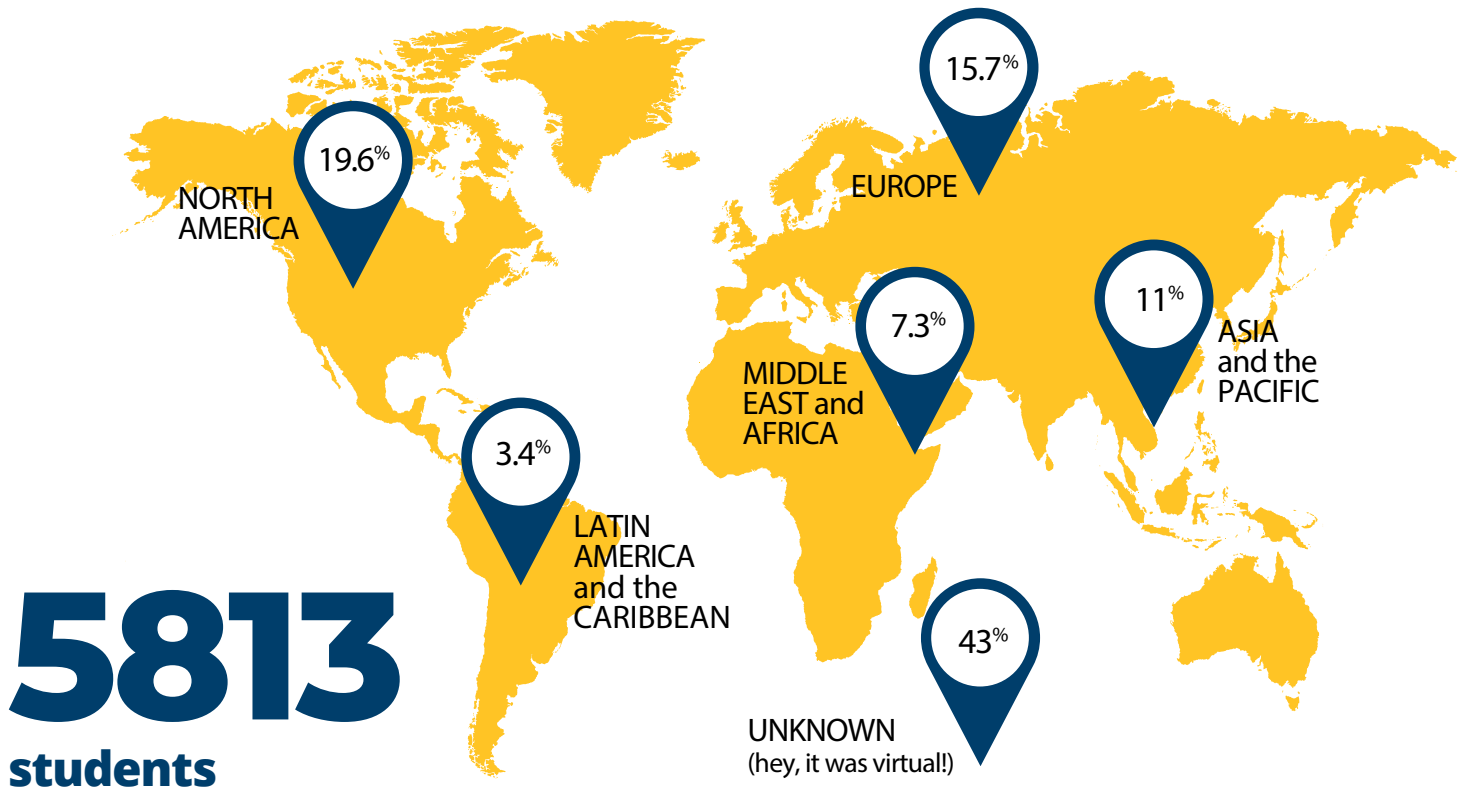 15.7%
19.6%
NORTH
AMERICA
EUROPE
11%
7.3%
ASIA
and the
PACIFIC
MIDDLE
EAST and
AFRICA
3.4%
LATIN
AMERICA
and the
CARIBBEAN
5813
students
43%
UNKNOWN
(hey, it was virtual!)